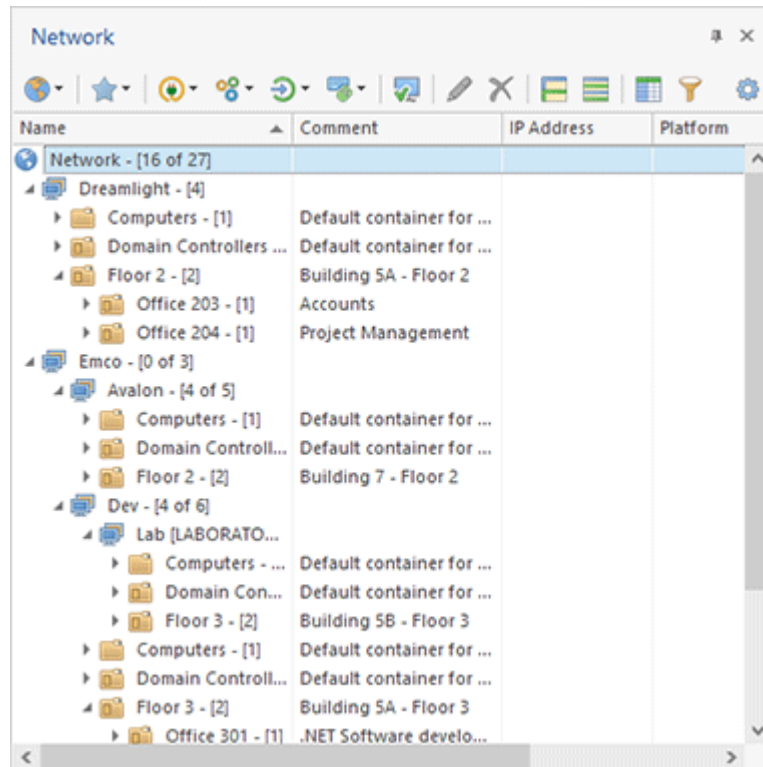 Network
Name Comment IP Address Platform
Network - [16 of 27]
Dreamlight - [4]
Computers - [1] Default container for ...
Domain Controllers ... Default container for ...
Floor 2 - [2] Building 5A - Floor 2
Office 203 - [1] Accounts
Office 204 - [1] Project Management
Emco - [0 of 3]
Avalon - [4 of 5]
Computers - [1] Default container for ...
Domain Controll... Default container for ...
Floor 2 - [2] Building 7 - Floor 2
Dev - [4 of 6]
Lab [LABORATO...
Computers - ... Default container for ...
Domain Con... Default container for ...
Floor 3 - [2] Building 5B - Floor 3
Computers - [1] Default container for ...
Domain Controll... Default container for ...
Floor 3 - [2] Building 5A - Floor 3
Office 301 - [1] .NET Software develo...